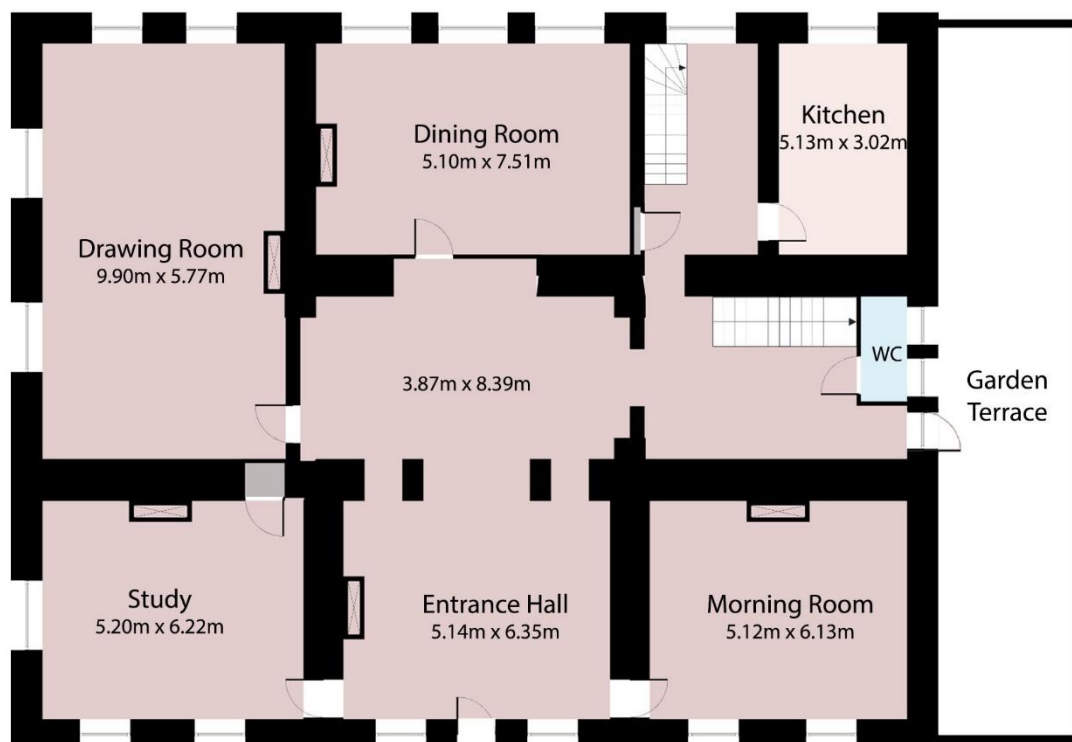 Kitchen
5.13m x 3.02m
Dining Room
5.10m x 7.51m
Drawing Room
9.90m x 5.77m
WC
3.87m x 8.39m
Garden
Terrace
Study
5.20m x 6.22m
Entrance Hall
5.14m x 6.35m
Morning Room
5.12m x 6.13m